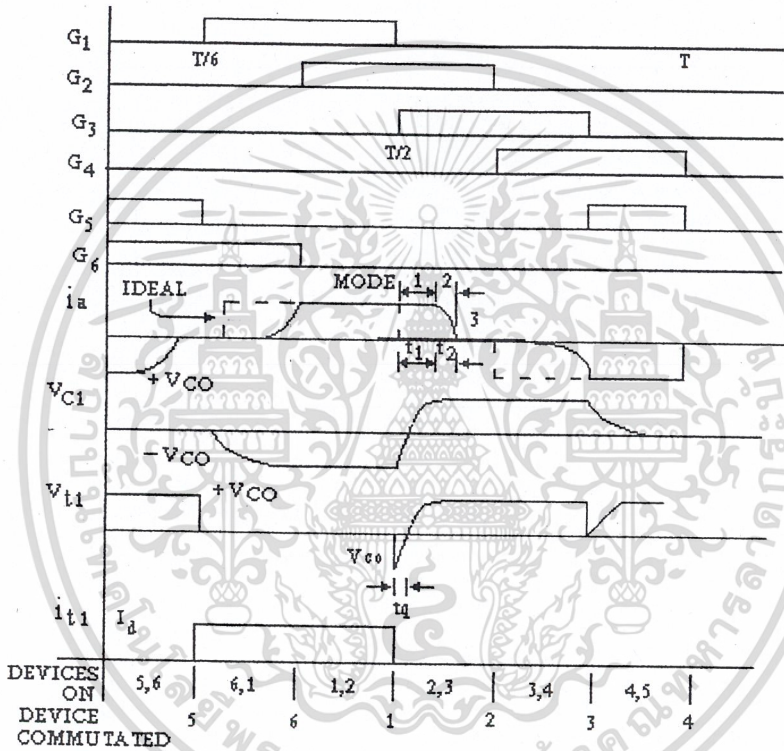 G1
T/6 T
G2
G3
T/2
G4
G5
G6
IDEAL MODE 1 2
ia 3
t1 t2
+VCO
VC1
-VCO
+VCO
Vt1
Vco
tq
it1 Id
DEVICES ON 5,6 6,1 1,2 2,3 3,4 4,5
DEVICE COMMUTATED 5 6 1 2 3 4